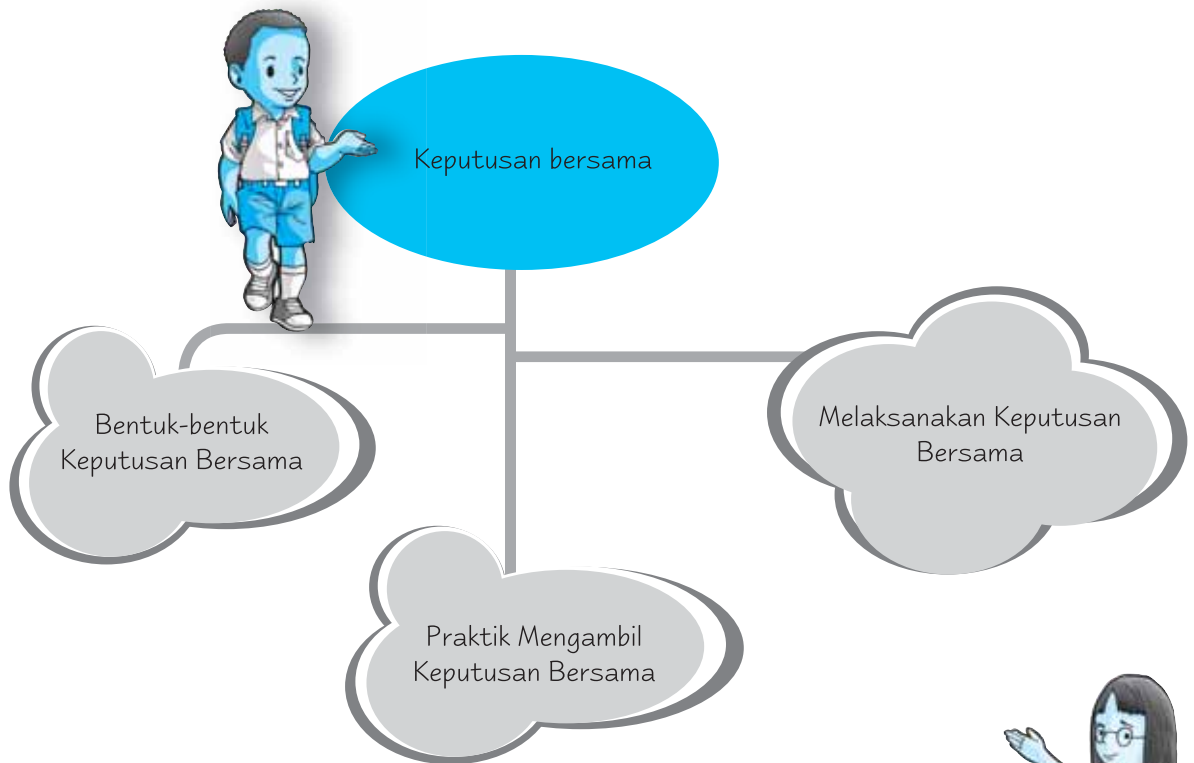 Keputusan bersama
Bentuk-bentuk
Keputusan Bersama
Melaksanakan Keputusan
Bersama
Praktik Mengambil
Keputusan Bersama